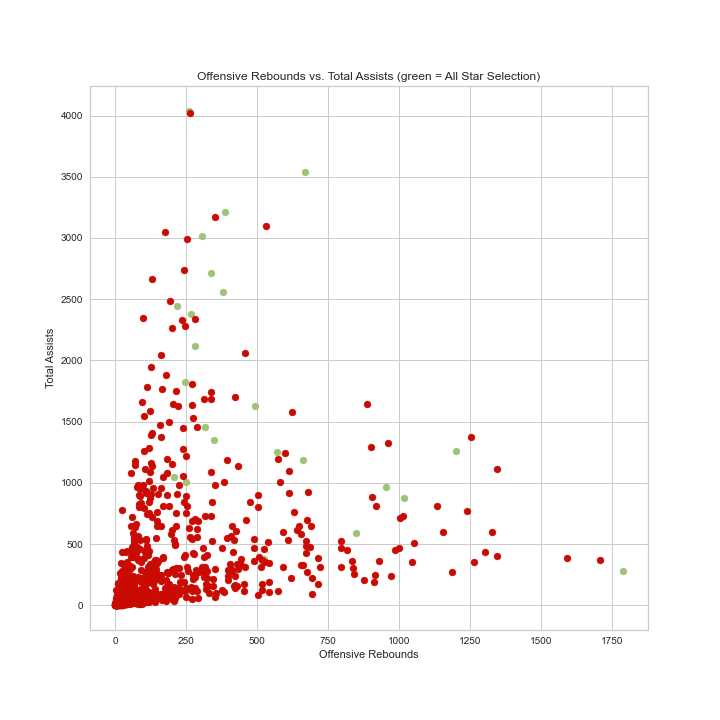 Offensive Rebounds vs. Total Assists (green = All Star Selection)
4000
3500
3000
2500
2000
1500
1000
500
0
Total Assists
0 250 500 750 1000 1250 1500 1750
Offensive Rebounds